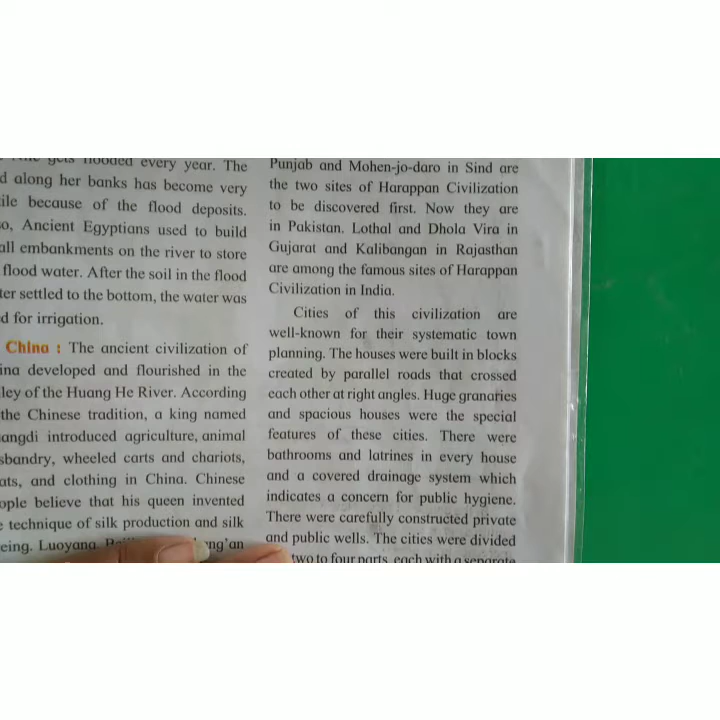 gets flooded every year. The
along her banks has become very
because of the flood deposits.
Ancient Egyptians used to build
embankments on the river to store
flood water. After the soil in the flood
settled to the bottom, the water was
for irrigation.
China : The ancient civilization of
developed and flourished in the
of the Huang He River. According
the Chinese tradition, a king named
introduced agriculture, animal
wheeled carts and chariots,
and clothing in China. Chinese
believe that his queen invented
technique of silk production and silk
Luoyang
Punjab and Mohen-jo-daro in Sind are
the two sites of Harappan Civilization
to be discovered first. Now they are
in Pakistan. Lothal and Dhola Vira in
Gujarat and Kalibangan in Rajasthan
are among the famous sites of Harappan
Civilization in India.
Cities of this civilization are
well-known for their systematic town
planning. The houses were built in blocks
created by parallel roads that crossed
each other at right angles. Huge granaries
and spacious houses were the special
features of these cities. There were
bathrooms and latrines in every house
and a covered drainage system which
indicates a concern for public hygiene.
There were carefully constructed private
and public wells. The cities were divided
two to four parts, each with a separate